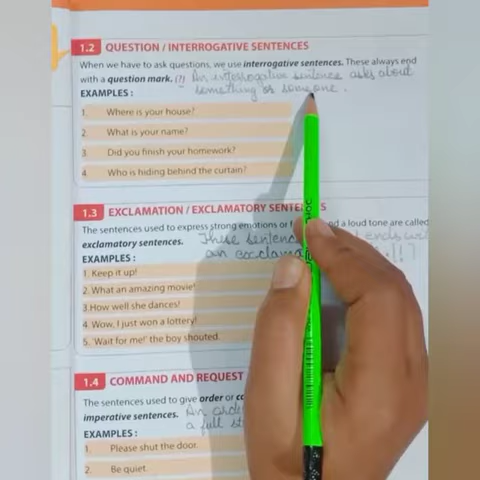 1.2 QUESTION / INTERROGATIVE SENTENCES
When we have to ask questions, we use interrogative sentences. These always end
with a question mark. (?) An interrogative sentence asks about
EXAMPLES : something or someone.
1. Where is your house?
2. What is your name?
3. Did you finish your homework?
4. Who is hiding behind the curtain?
1.3 EXCLAMATION / EXCLAMATORY SENTENCES
The sentences used to express strong emotions or a loud tone are called
exclamatory sentences. These ends
EXAMPLES : an
1. Keep it up!
2. What an amazing movie!
3. How well she dances!
4. Wow, I just won a lottery!
5. 'Wait for me!' the boy shouted.
1.4 COMMAND AND REQUEST
The sentences used to give order or
imperative sentences. An
EXAMPLES : a full
1. Please shut the door.
2. Be quiet.